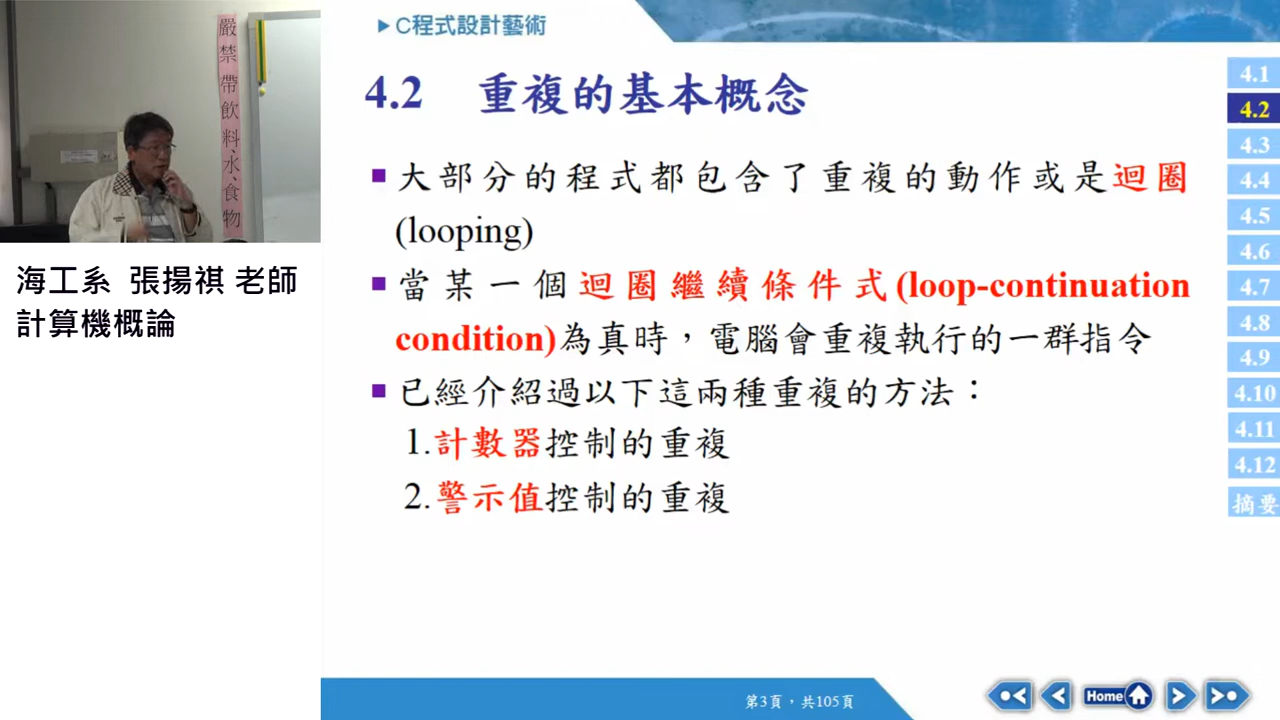 嚴禁帶飲料、水、食物
海工系 張揚祺 老師
計算機概論
C程式設計藝術
4.2 重複的基本概念
大部分的程式都包含了重複的動作或是迴圈
(looping)
當某一個迴圈繼續條件式(loop-continuation
condition)為真時，電腦會重複執行的一群指令
已經介紹過以下這兩種重複的方法：
1.計數器控制的重複
2.警示值控制的重複
4.1
4.2
4.3
4.4
4.5
4.6
4.7
4.8
4.9
4.10
4.11
4.12
摘要
第3頁，共105頁
Home